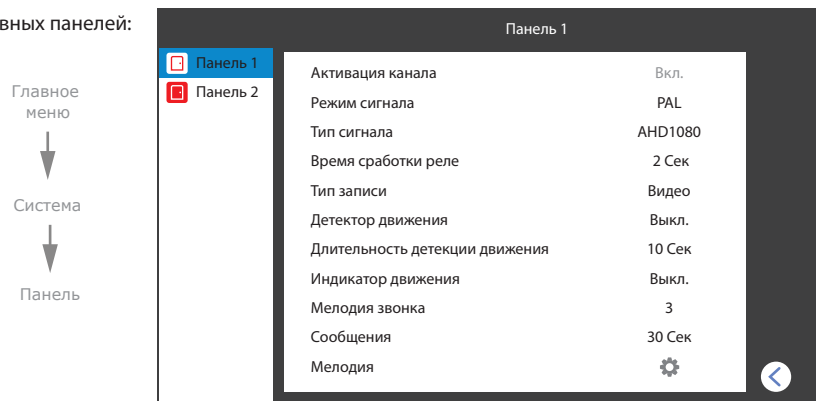 вных панелей:
Главное
меню
Система
Панель
Панель 1
Панель 1
Панель 2
Активация канала Вкл.
Режим сигнала PAL
Тип сигнала AHD1080
Время сработки реле 2 Сек
Тип записи Видео
Детектор движения Выкл.
Длительность детекции движения 10 Сек
Индикатор движения Выкл.
Мелодия звонка 3
Сообщения 30 Сек
Мелодия